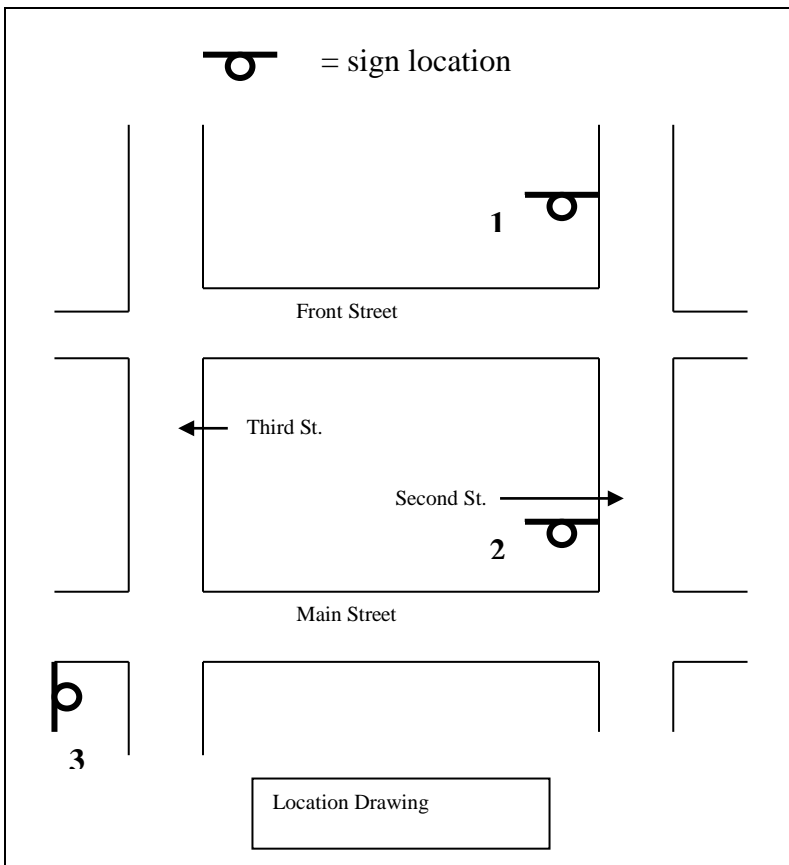 = sign location
1
Front Street
Third St.
Second St.
2
Main Street
3
Location Drawing